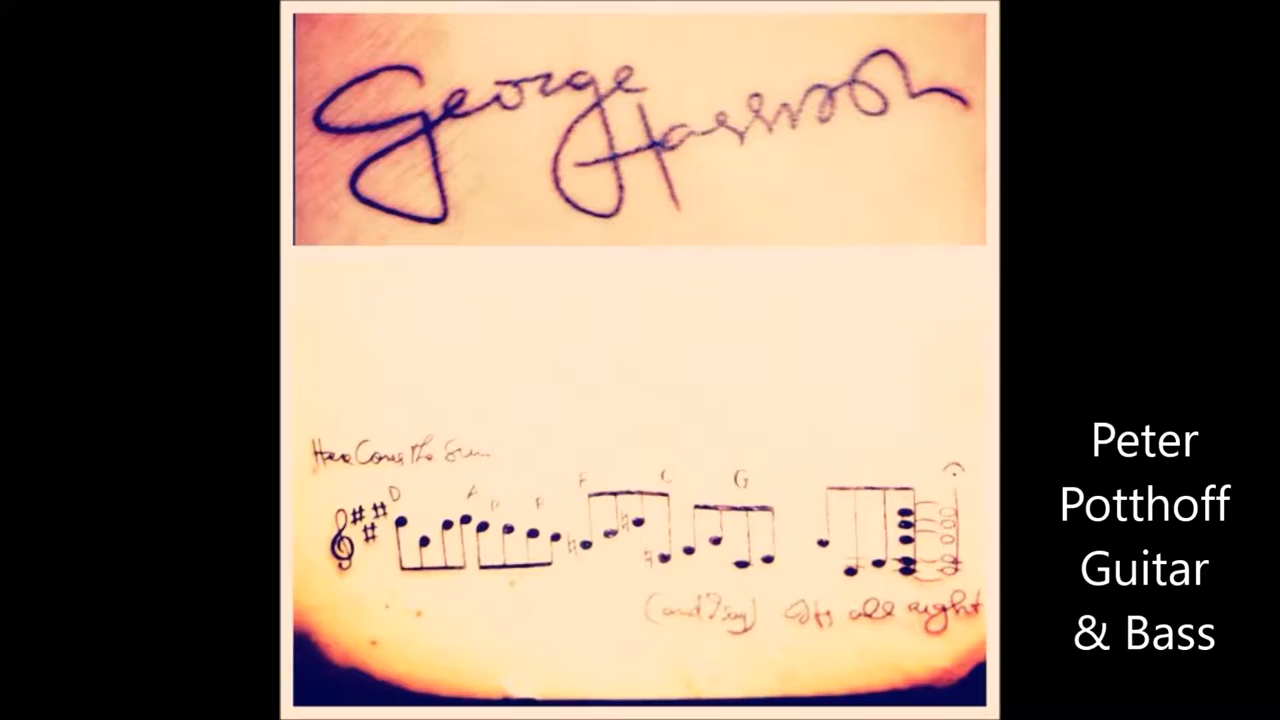 George
Harrison
Here Comes The Sun
D A P P F C G
(and I say) It's all right
Peter
Potthoff
Guitar
& Bass